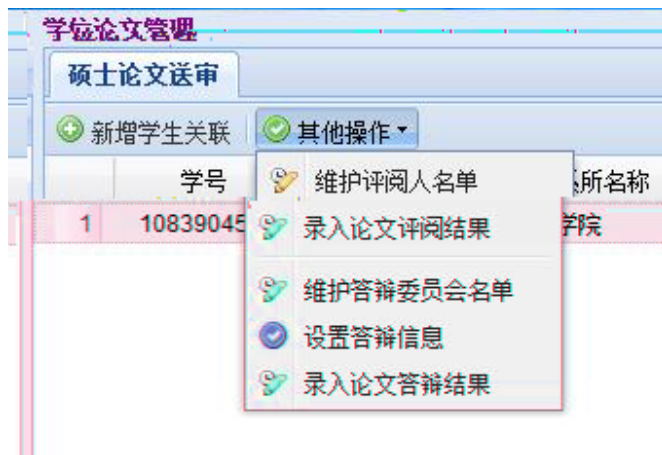 学位论文管理
硕士论文送审
新增学生关联 其他操作
学号 所名称
1 10839045 学院
维护评阅人名单
录入论文评阅结果
维护答辩委员会名单
设置答辩信息
录入论文答辩结果